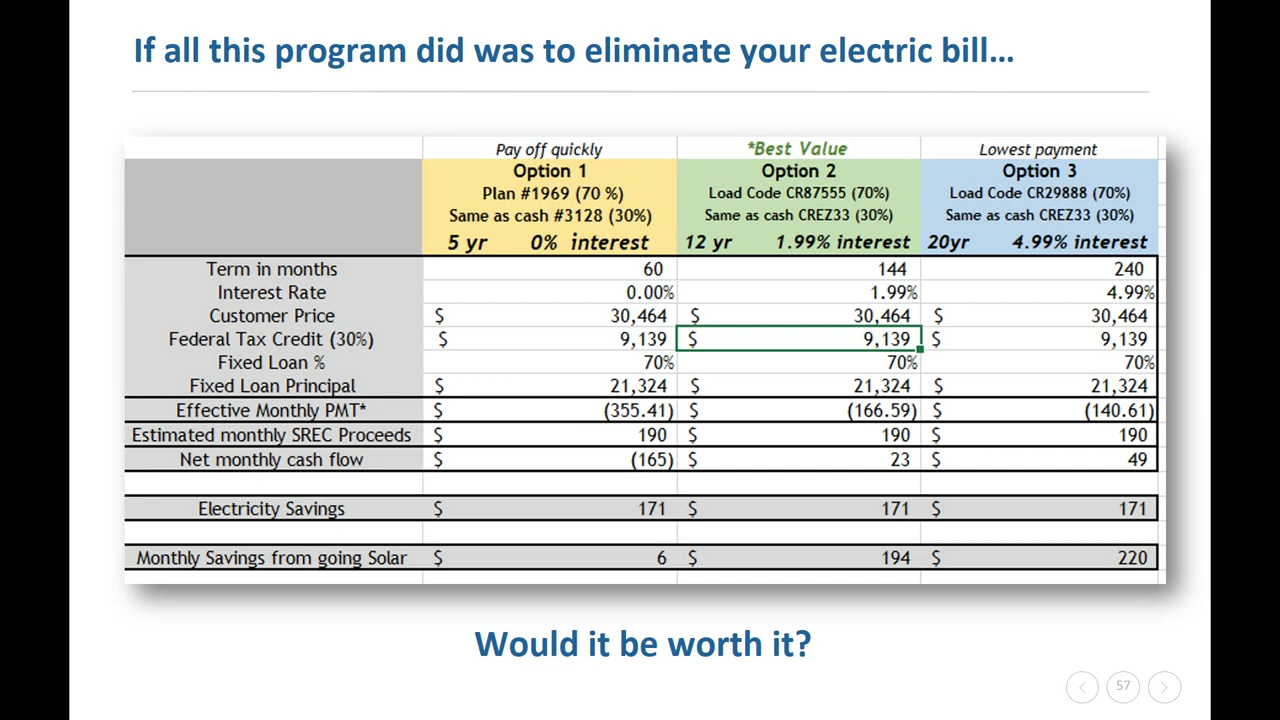 If all this program did was to eliminate your electric bill...
Pay off quickly *Best Value Lowest payment
Option 1 Option 2 Option 3
Plan #1969 (70 %) Load Code CR87555 (70%) Load Code CR29888 (70%)
Same as cash #3128 (30%) Same as cash CREZ33 (30%) Same as cash CREZ33 (30%)
5 yr 0% interest 12 yr 1.99% interest 20yr 4.99% interest
Term in months 60 144 240
Interest Rate 0.00% 1.99% 4.99%
Customer Price $ 30,464 $ 30,464 $ 30,464
Federal Tax Credit (30%) $ 9,139 $ 9,139 $ 9,139
Fixed Loan % 70% 70% 70%
Fixed Loan Principal $ 21,324 $ 21,324 $ 21,324
Effective Monthly PMT* $ (355.41) $ (166.59) $ (140.61)
Estimated monthly SREC Proceeds $ 190 $ 190 $ 190
Net monthly cash flow $ (165) $ 23 $ 49
Electricity Savings $ 171 $ 171 $ 171
Monthly Savings from going Solar $ 6 $ 194 $ 220
Would it be worth it?
57